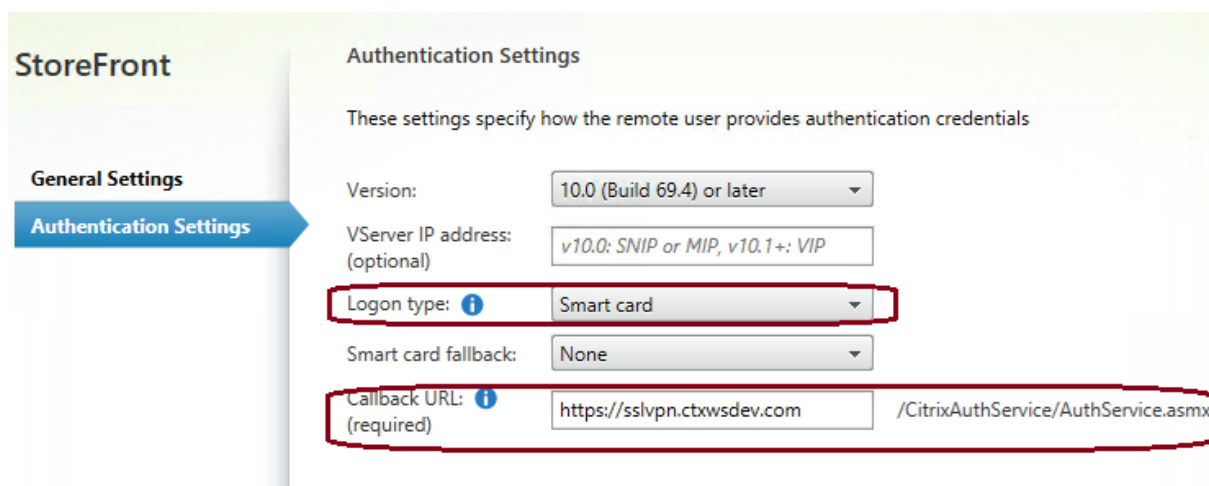 StoreFront
Authentication Settings
These settings specify how the remote user provides authentication credentials
General Settings
Authentication Settings
Version:
10.0 (Build 69.4) or later
VServer IP address:
(optional)
v10.0: SNIP or MIP, v10.1+: VIP
Logon type:
Smart card
Smart card fallback:
None
Callback URL:
(required)
https://sslvpn.ctxwsdev.com
/CitrixAuthService/AuthService.asmx